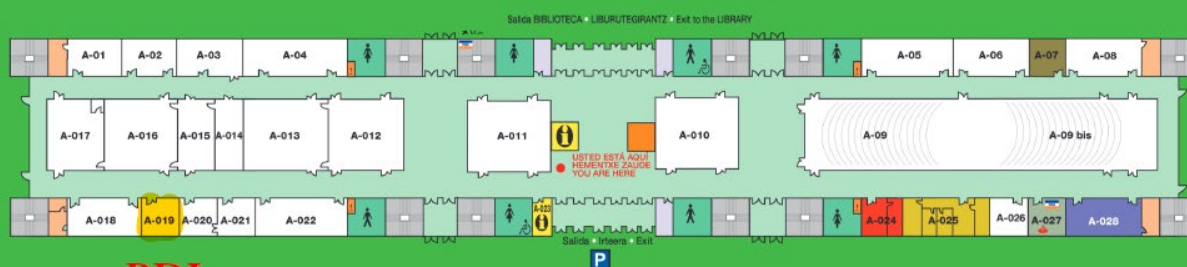 Salida BIBLIOTECA • LIBURUTEGIRANTZ • Exit to the LIBRARY
A-01 A-02 A-03 A-04 A-05 A-06 A-07 A-08
A-017 A-016 A-015 A-014 A-013 A-012 A-011 A-010 A-09 A-09 bis
USTED ESTÁ AQUÍ
HEMENTXE ZAUDE
YOU ARE HERE
A-018 A-019 A-020 A-021 A-022 A-023 A-024 A-025 A-026 A-027 A-028
Salida • Irteera • Exit
P